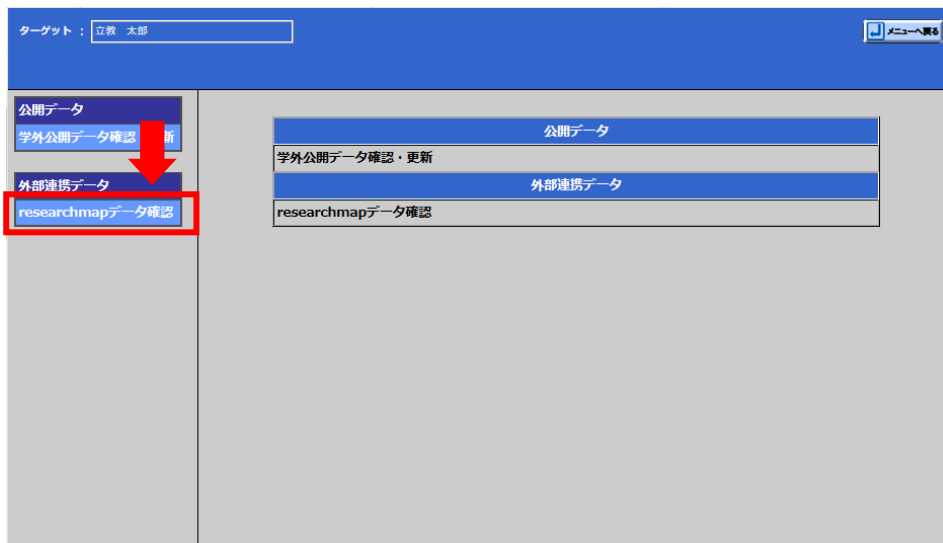 ターゲット : 立教 太郎
メニューへ戻る
公開データ
学外公開データ確認 新
外部連携データ
researchmapデータ確認
公開データ
学外公開データ確認・更新
外部連携データ
researchmapデータ確認